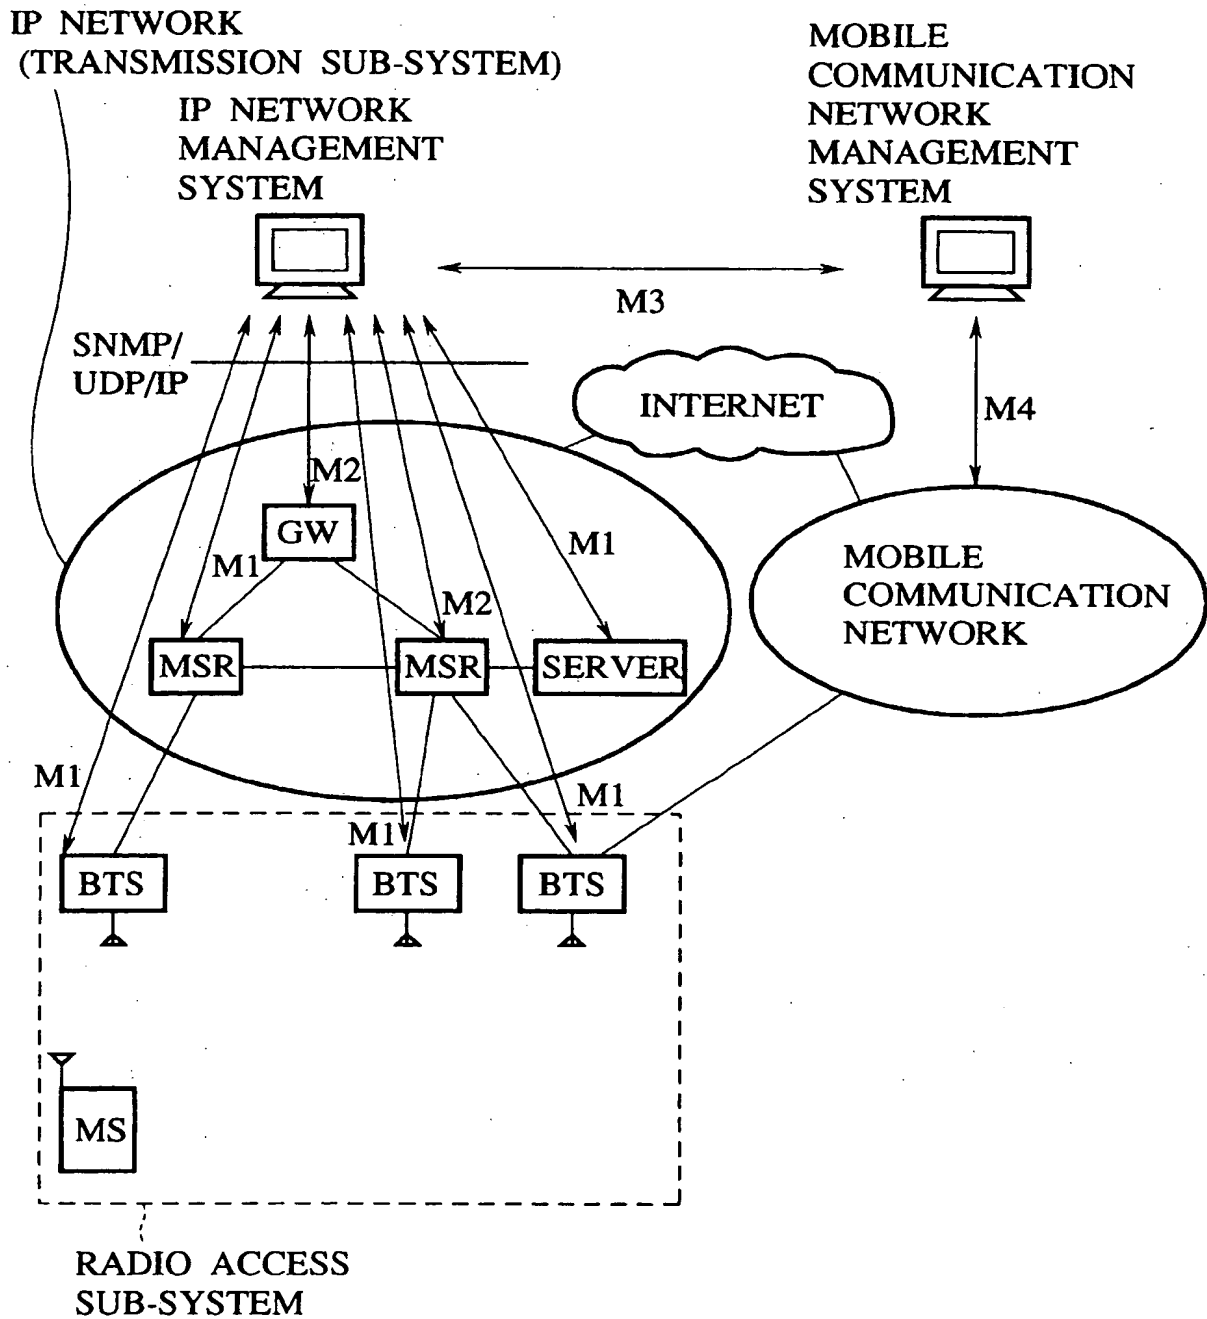 IP NETWORK
(TRANSMISSION SUB-SYSTEM)
IP NETWORK
MANAGEMENT
SYSTEM
MOBILE
COMMUNICATION
NETWORK
MANAGEMENT
SYSTEM
M3
SNMP/
UDP/IP
INTERNET
M4
M2
GW
M1
M1
M2
MOBILE
COMMUNICATION
NETWORK
MSR
MSR
SERVER
M1
M1
M1
BTS
BTS
BTS
MS
RADIO ACCESS
SUB-SYSTEM